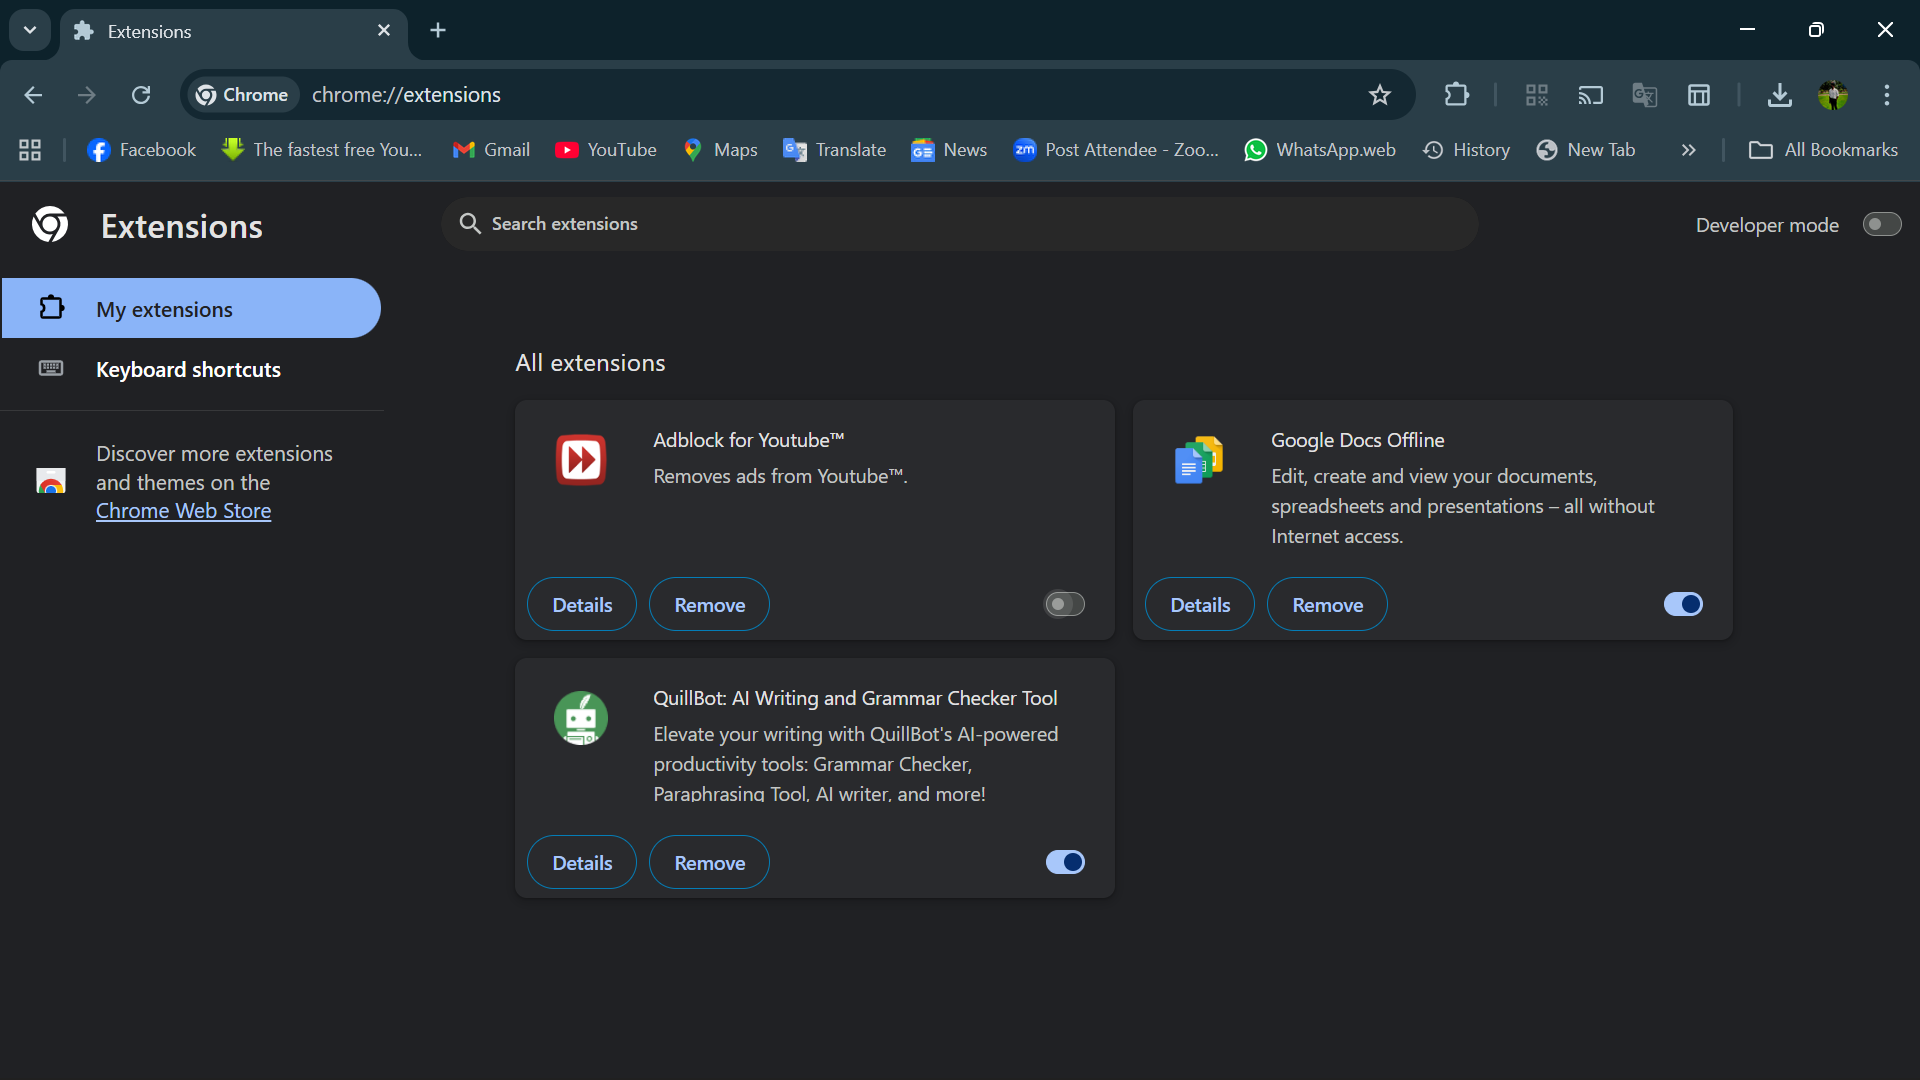 Extensions
Chrome chrome://extensions
Facebook The fastest free You... Gmail YouTube Maps Translate News Post Attendee - Zoo... WhatsApp.web History New Tab » All Bookmarks
Extensions
Search extensions
Developer mode
My extensions
Keyboard shortcuts
Discover more extensions
and themes on the
Chrome Web Store
All extensions
Adblock for Youtube™
Removes ads from Youtube™.
Details Remove
Google Docs Offline
Edit, create and view your documents,
spreadsheets and presentations – all without
Internet access.
Details Remove
QuillBot: AI Writing and Grammar Checker Tool
Elevate your writing with QuillBot's AI-powered
productivity tools: Grammar Checker,
Paraphrasing Tool, AI writer, and more!
Details Remove